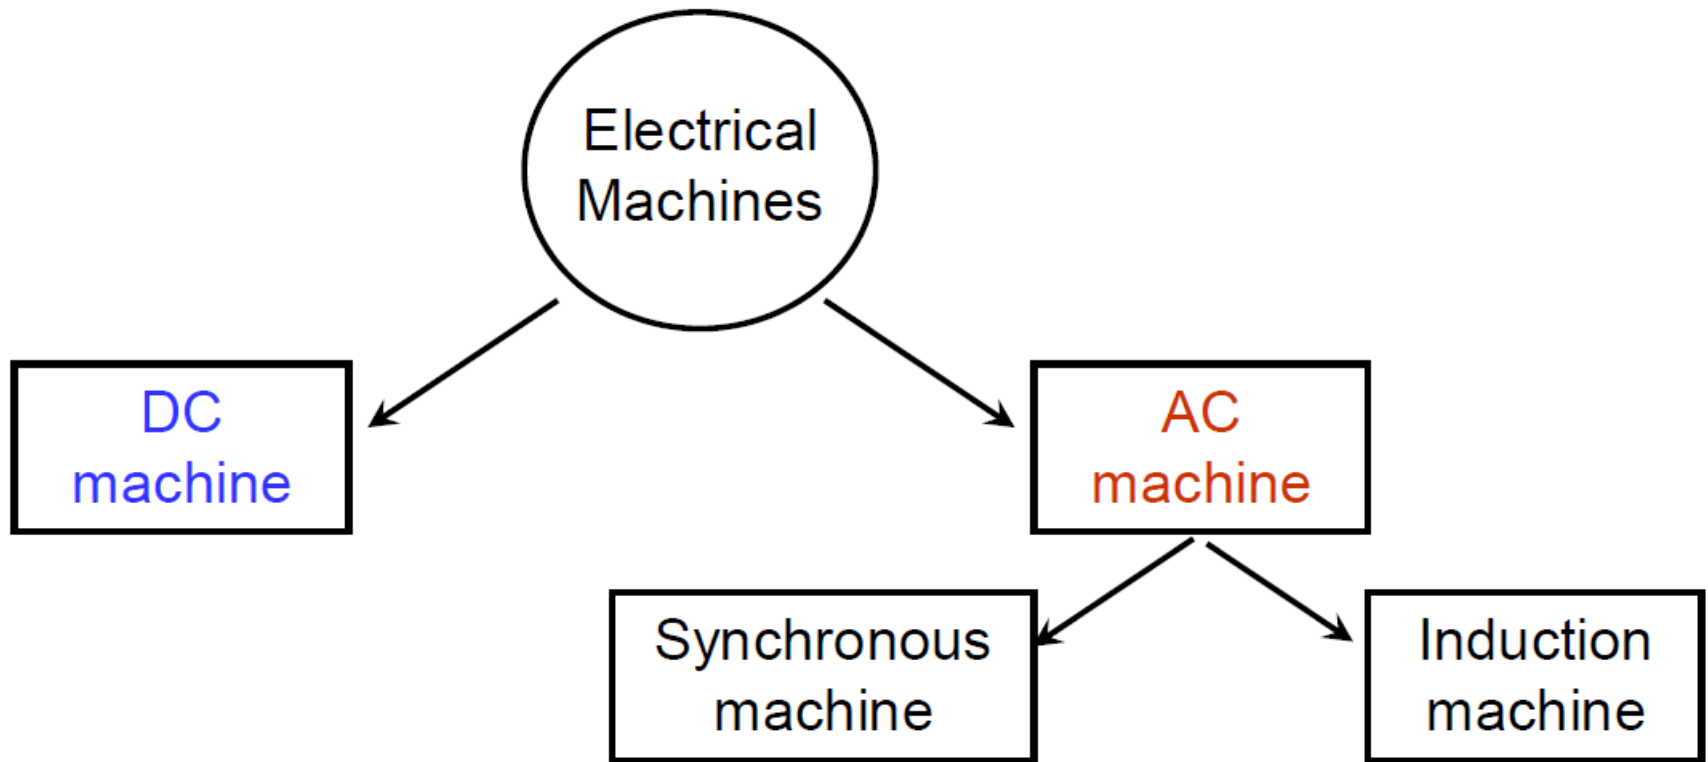 Electrical
Machines
DC
machine
AC
machine
Synchronous
machine
Induction
machine